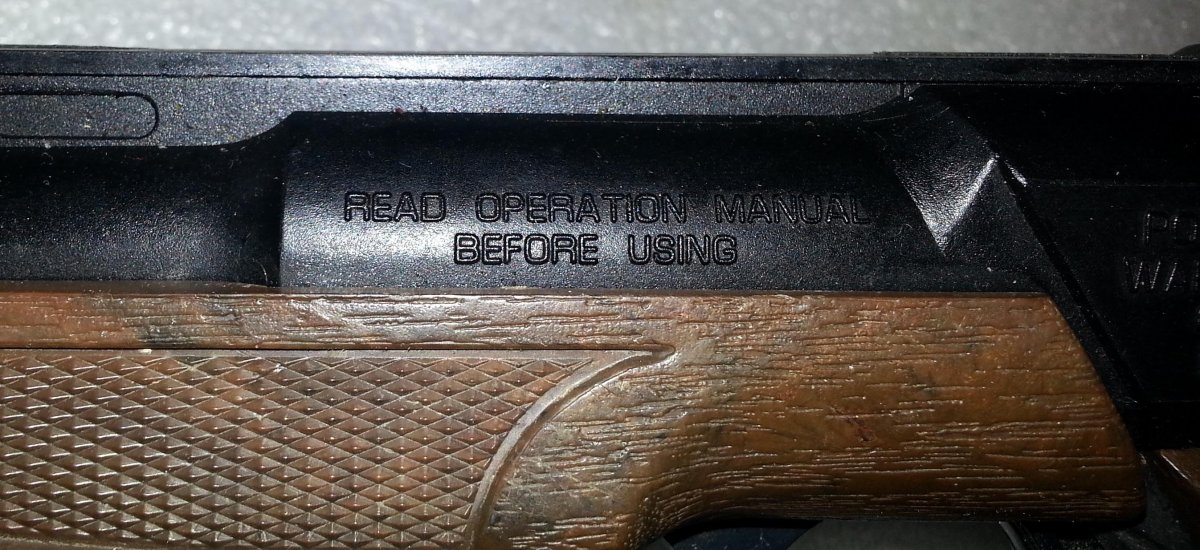 READ OPERATION MANUAL
BEFORE USING